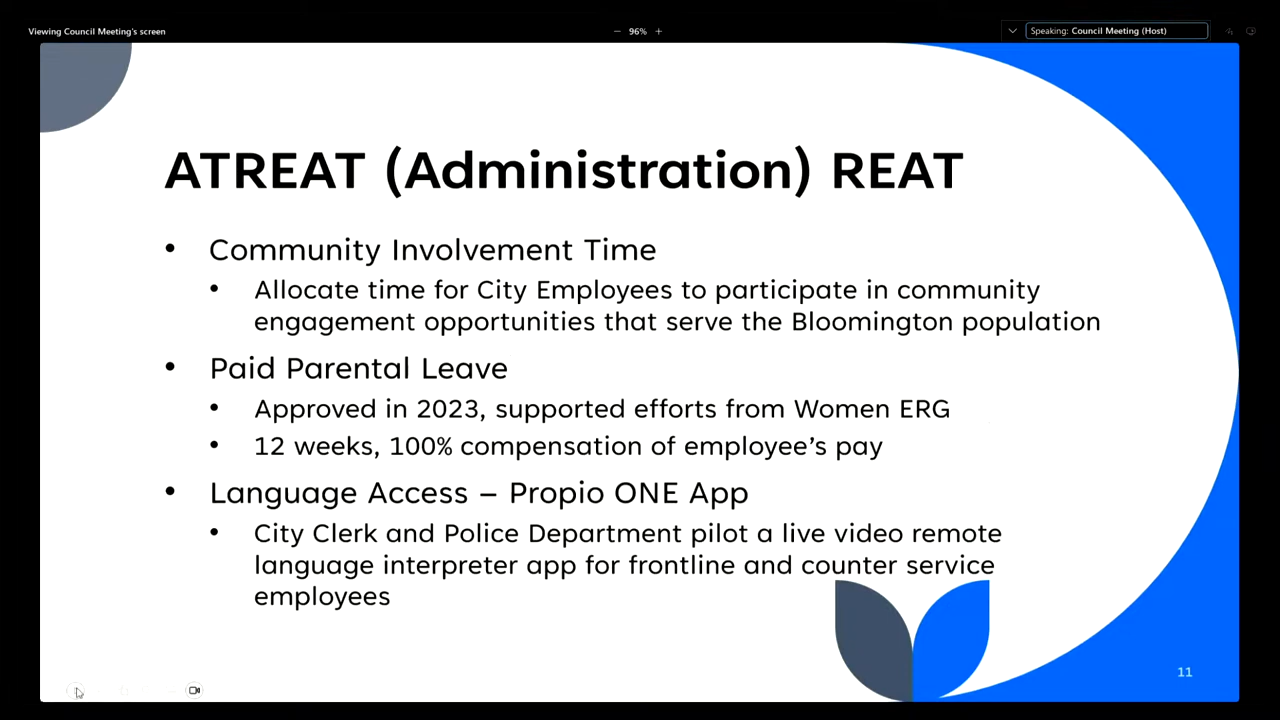 Viewing Council Meeting's screen
− 96% +
Speaking: Council Meeting (Host)
ATREAT (Administration) REAT
• Community Involvement Time
• Allocate time for City Employees to participate in community
engagement opportunities that serve the Bloomington population
• Paid Parental Leave
• Approved in 2023, supported efforts from Women ERG
• 12 weeks, 100% compensation of employee’s pay
• Language Access – Propio ONE App
• City Clerk and Police Department pilot a live video remote
language interpreter app for frontline and counter service
employees
11